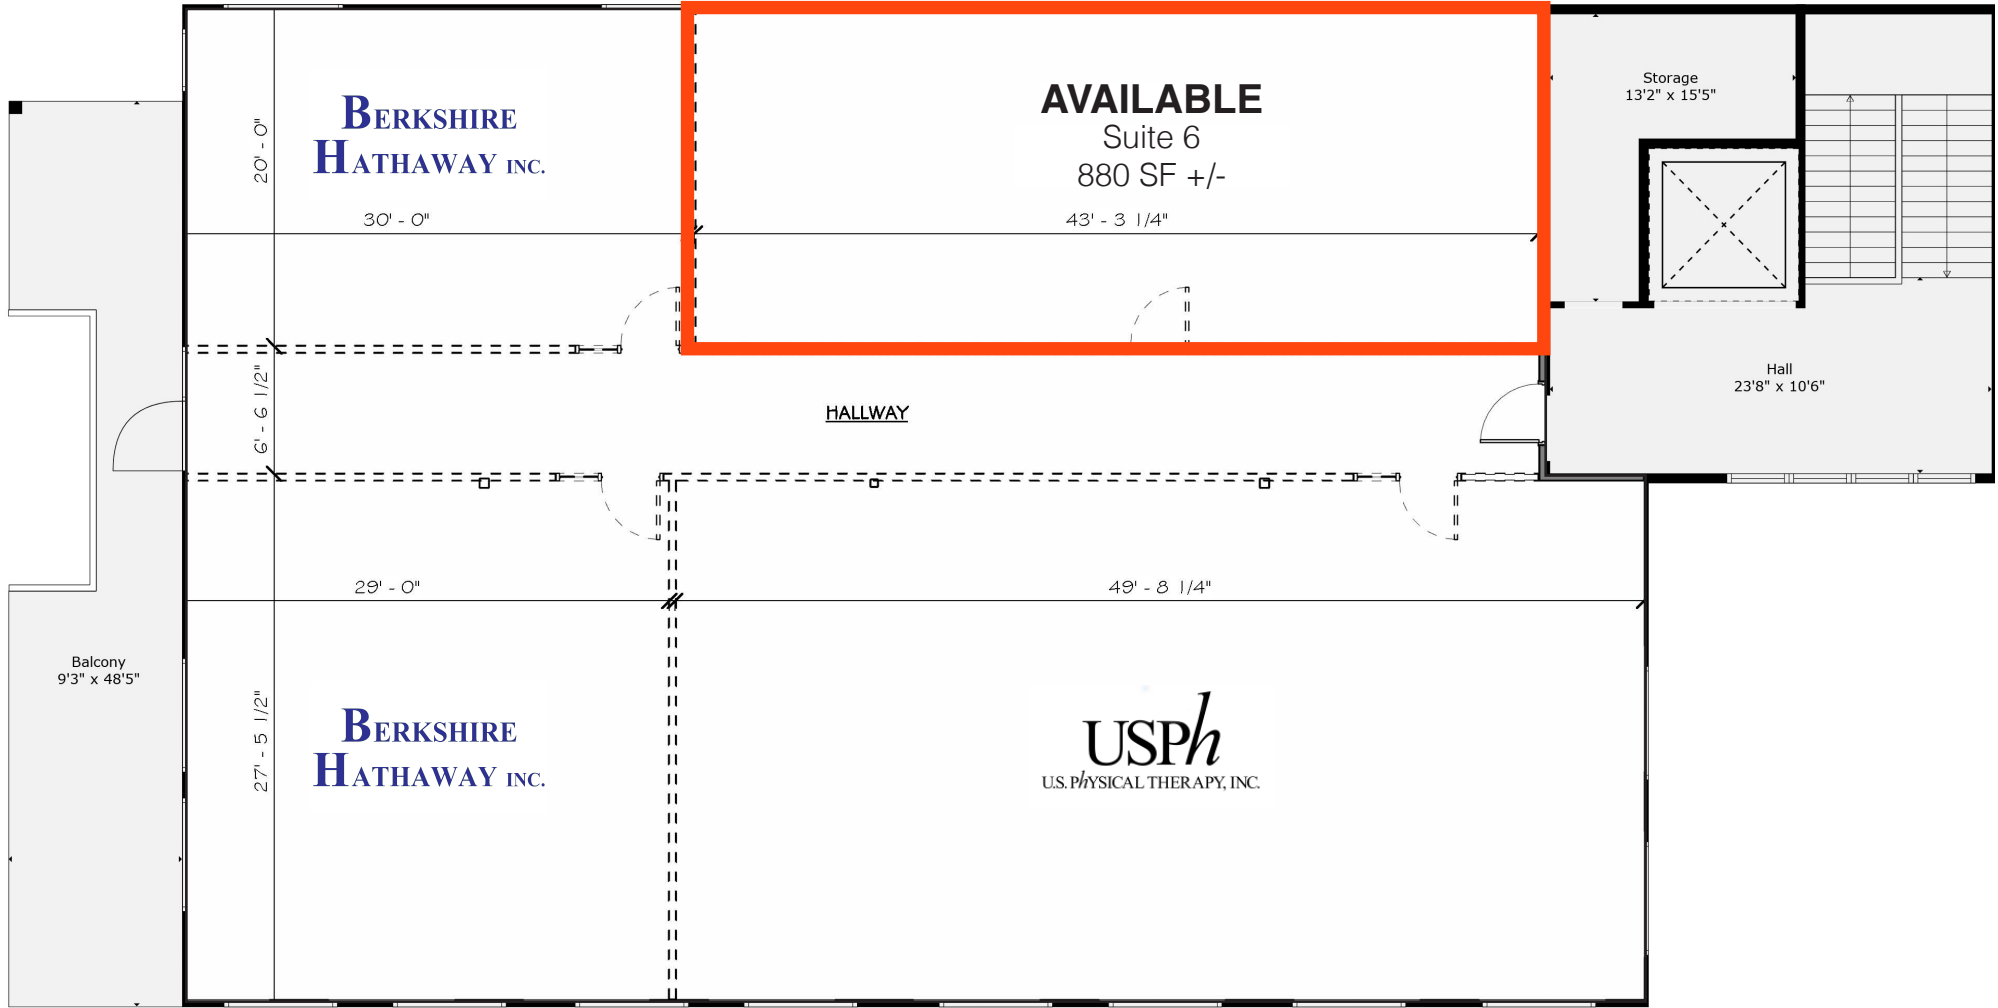 BERKSHIRE
HATHAWAY INC.
20' - 0"
30' - 0"
AVAILABLE
Suite 6
880 SF +/-
43' - 3 1/4"
Storage
13'2" x 15'5"
6' - 6 1/2"
HALLWAY
Hall
23'8" x 10'6"
29' - 0"
49' - 8 1/4"
Balcony
9'3" x 48'5"
27' - 5 1/2"
BERKSHIRE
HATHAWAY INC.
USPh
U.S. PhYSICAL THERAPY, INC.